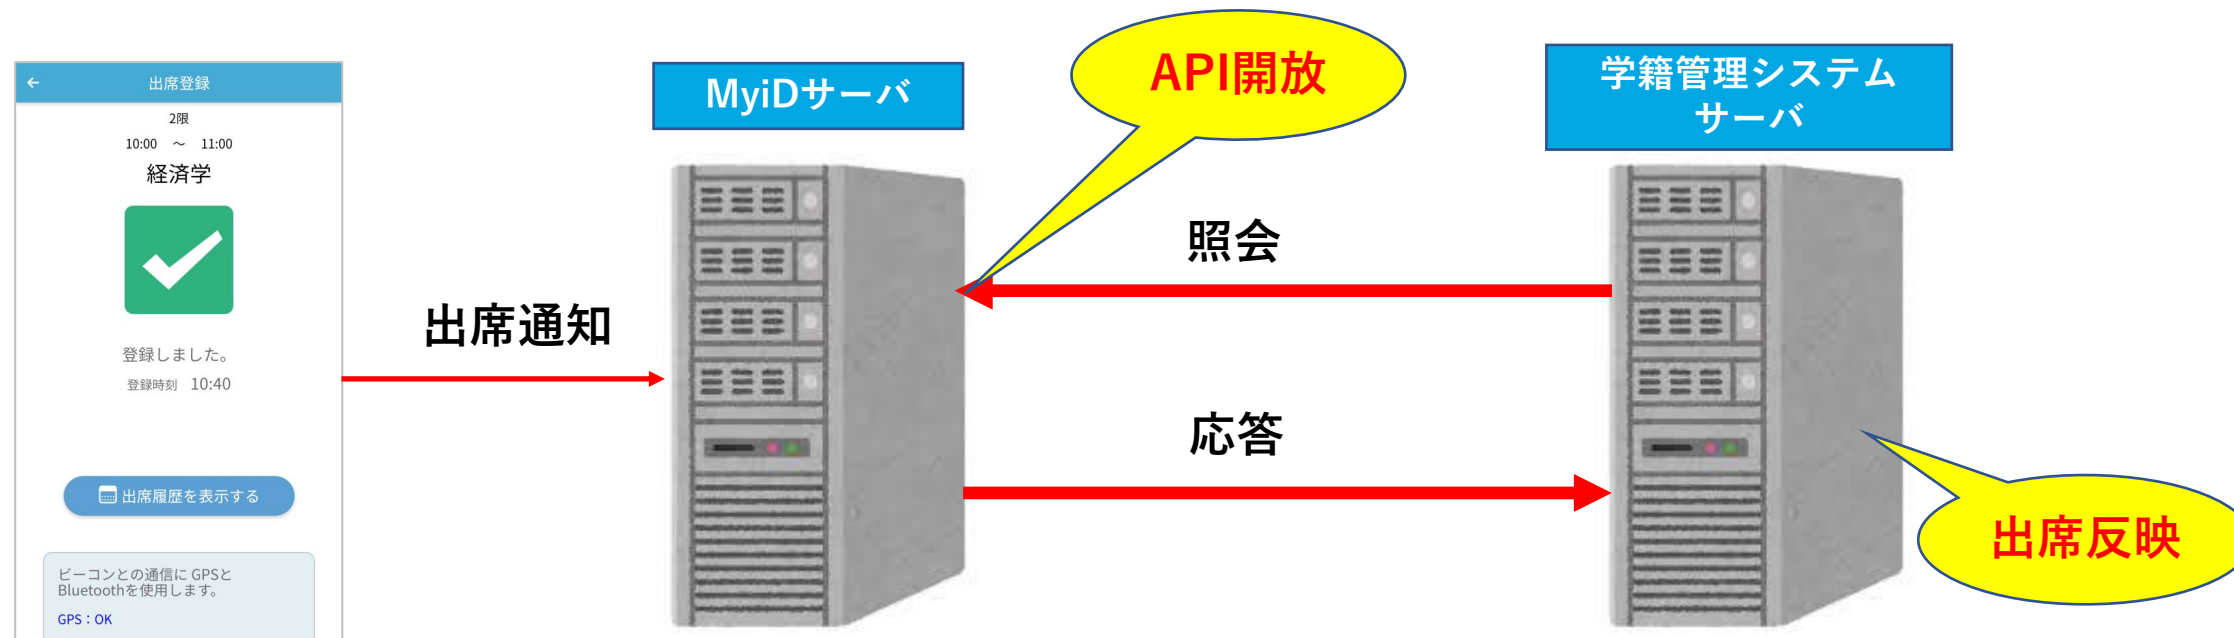 出席登録
2限
10:00 ～ 11:00
経済学
登録しました。
登録時刻 10:40
出席履歴を表示する
ビーコンとの通信に GPSと
Bluetoothを使用します。
GPS：OK
出席通知
MyiDサーバ
API開放
照会
応答
学籍管理システム
サーバ
出席反映